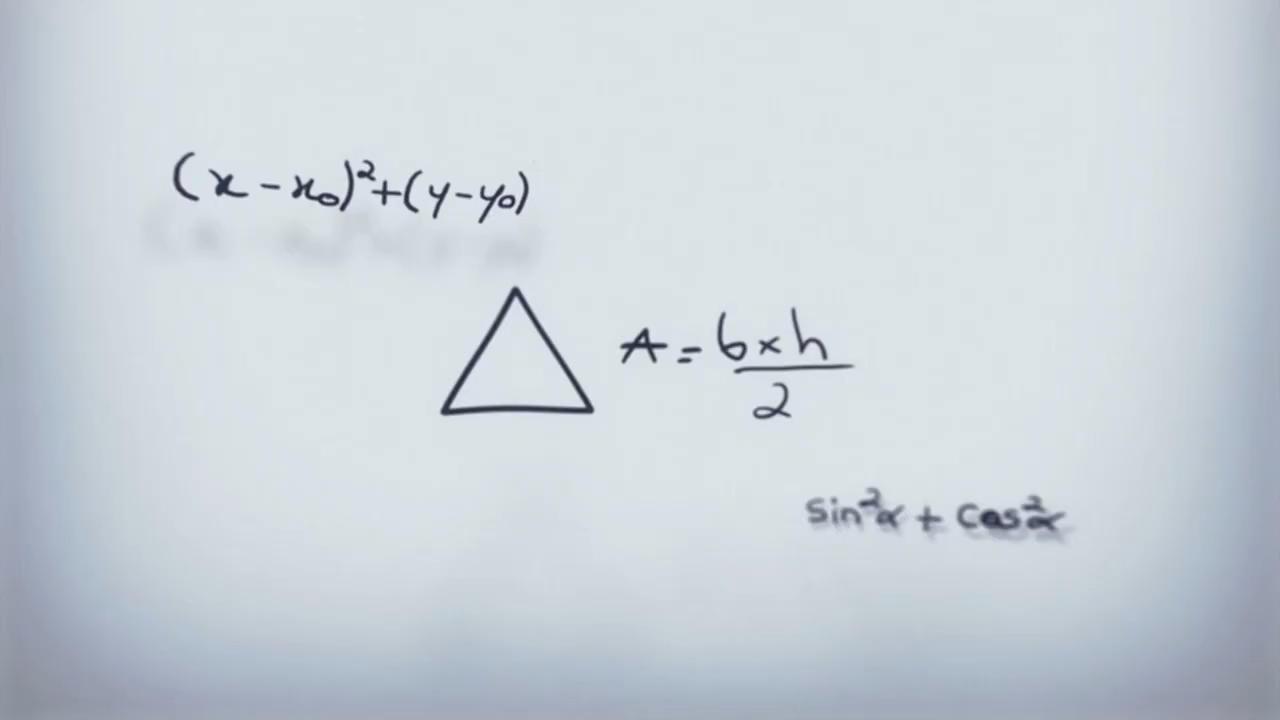 (x - x₀)² + (y - y₀)
A = b × h / 2
sin²α + cos²α